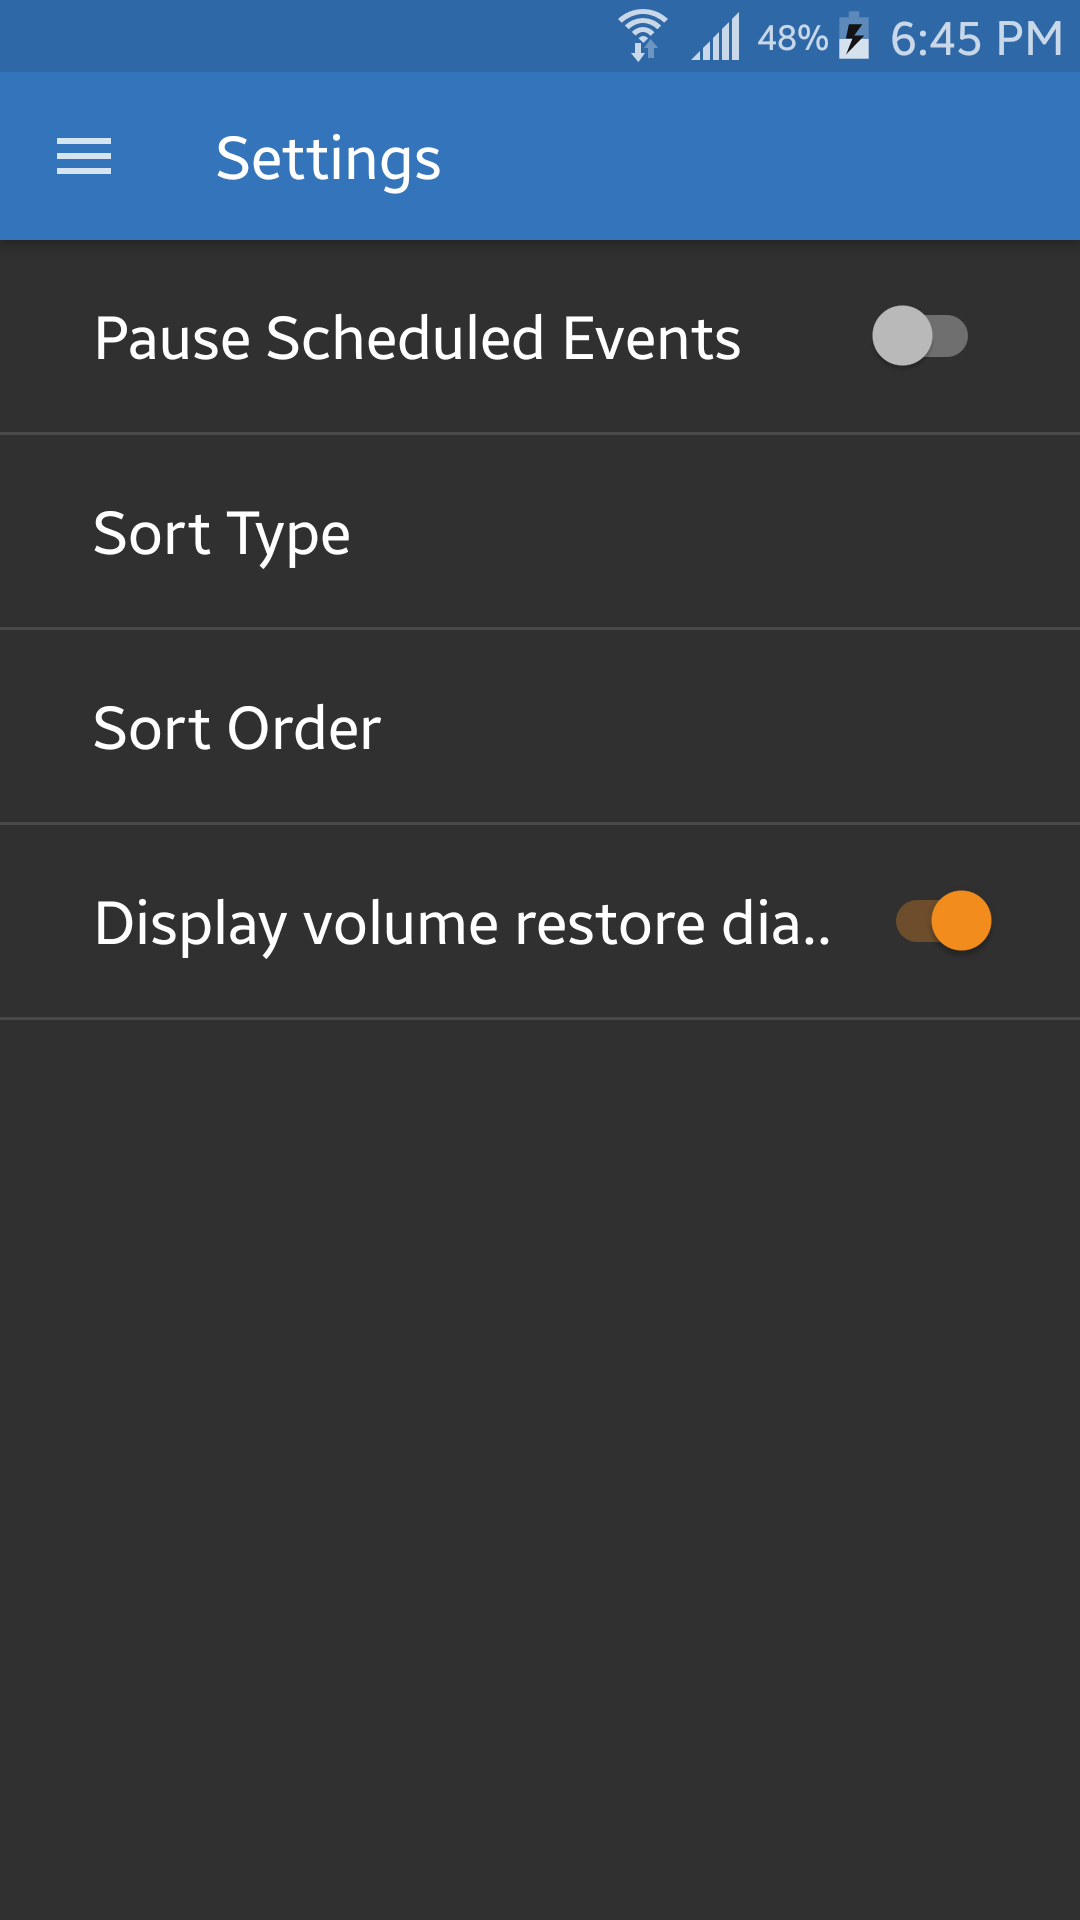 48% 6:45 PM
Settings
Pause Scheduled Events
Sort Type
Sort Order
Display volume restore dia..